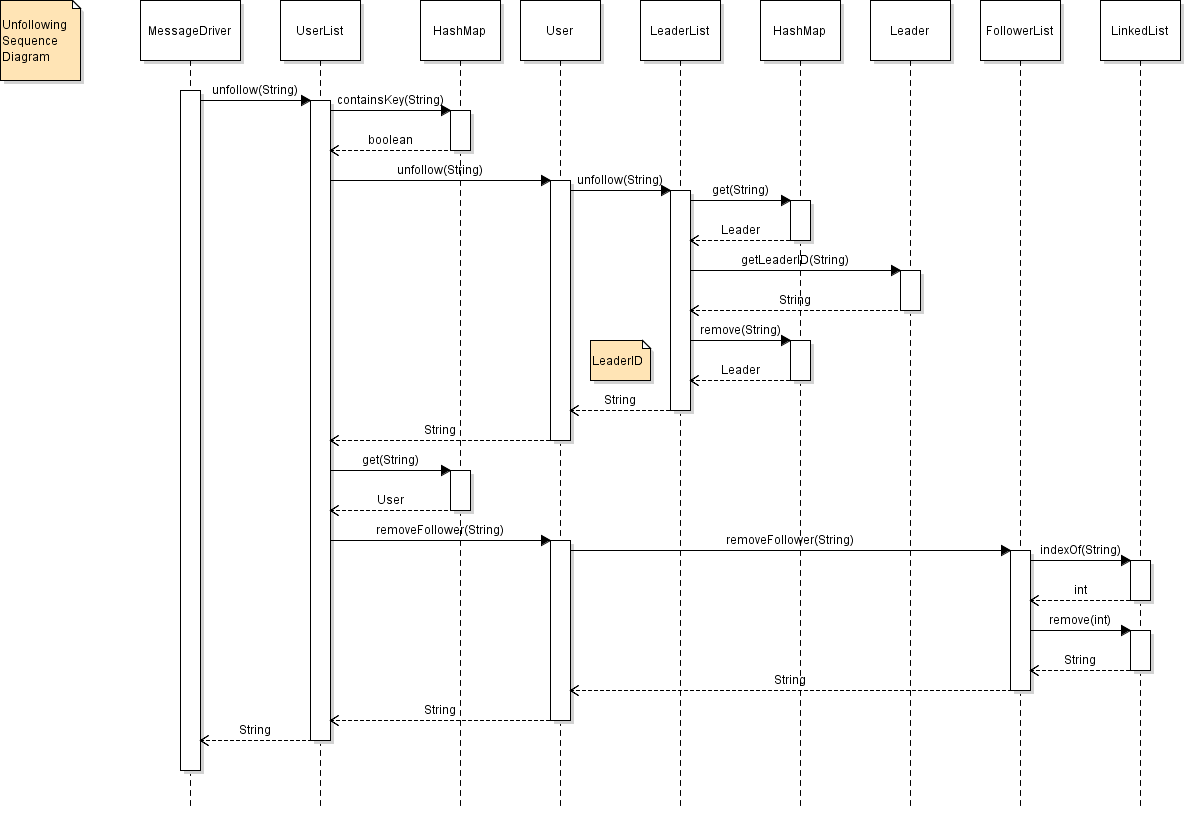 Unfollowing
Sequence
Diagram
MessageDriver
UserList
HashMap
User
LeaderList
HashMap
Leader
FollowerList
LinkedList
unfollow(String)
containsKey(String)
boolean
unfollow(String)
unfollow(String)
get(String)
Leader
getLeaderID(String)
String
remove(String)
LeaderID
Leader
String
String
get(String)
User
removeFollower(String)
removeFollower(String)
indexOf(String)
int
remove(int)
String
String
String
String